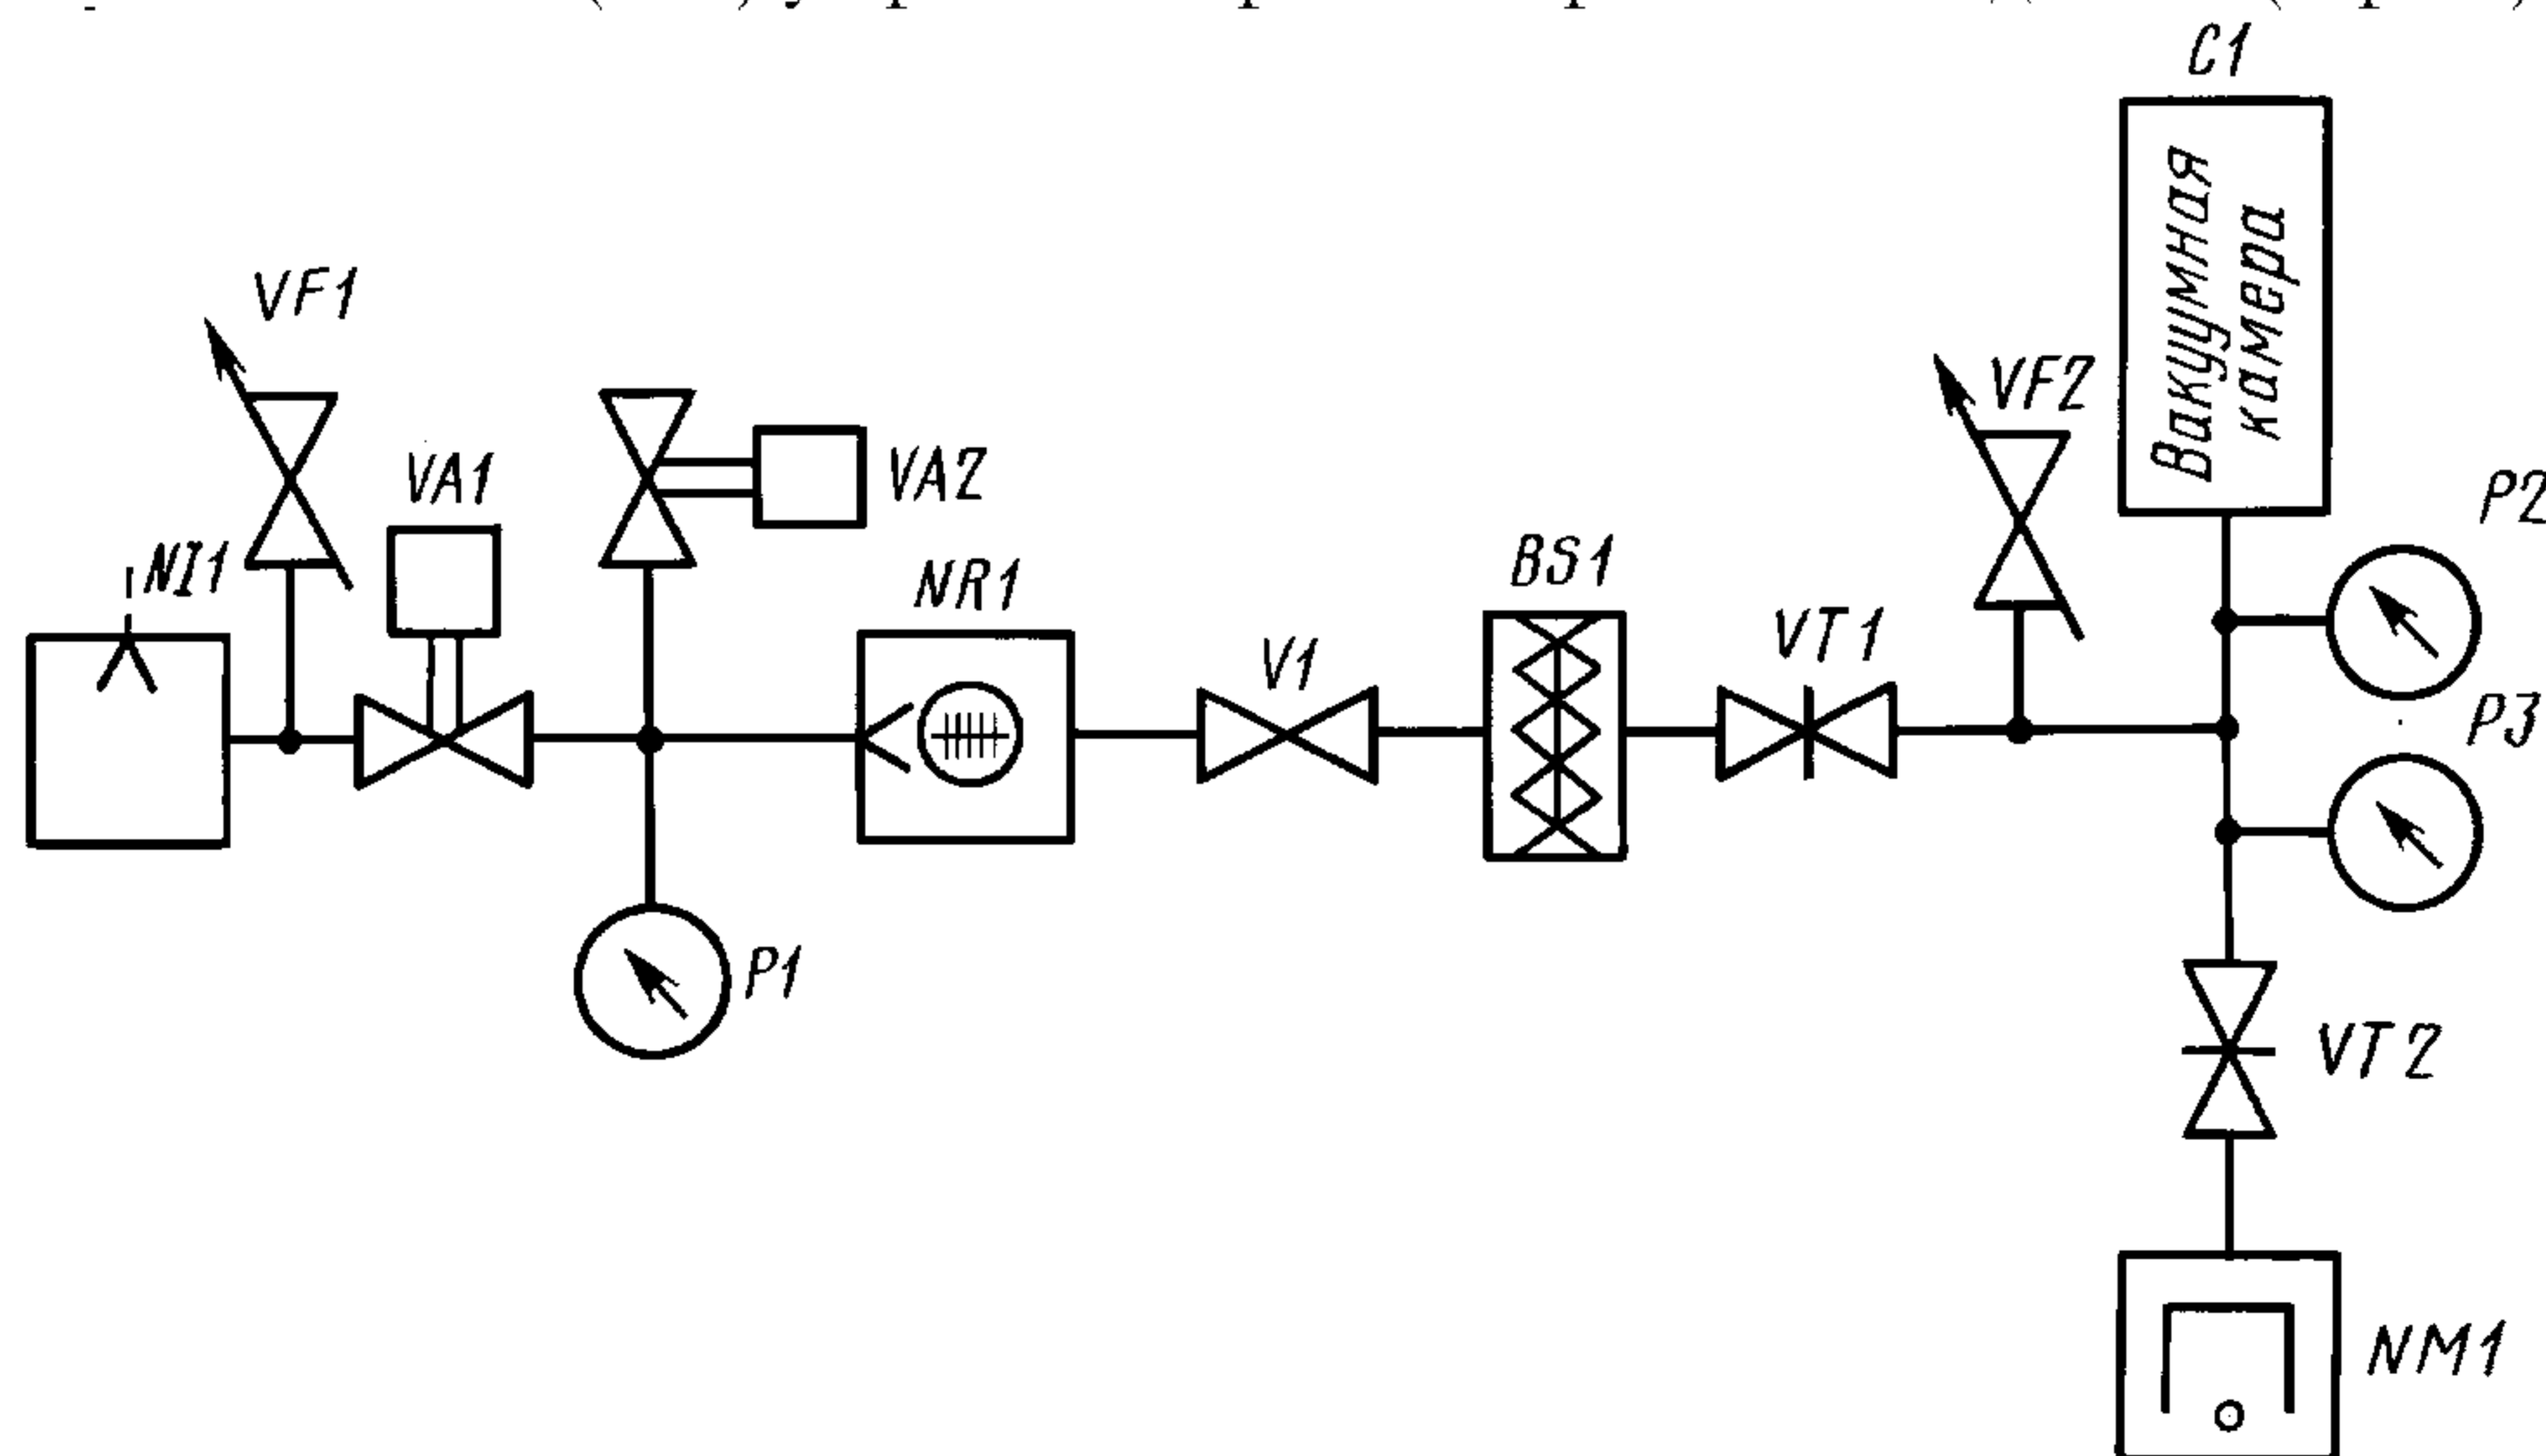 C1
Вакуумная
камера
VF1
VF2
VA1
VA2
P2
NI1
NR1
BS1
V1
VT1
P3
P1
VT2
NM1